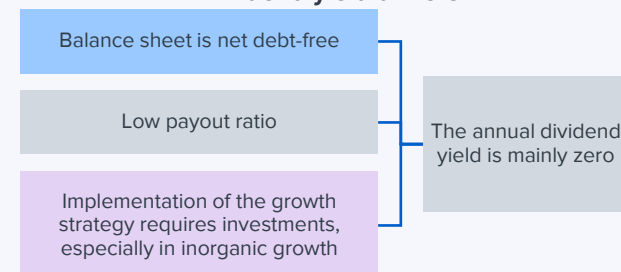 Balance sheet is net debt-free
Low payout ratio
The annual dividend
yield is mainly zero
Implementation of the growth
strategy requires investments,
especially in inorganic growth